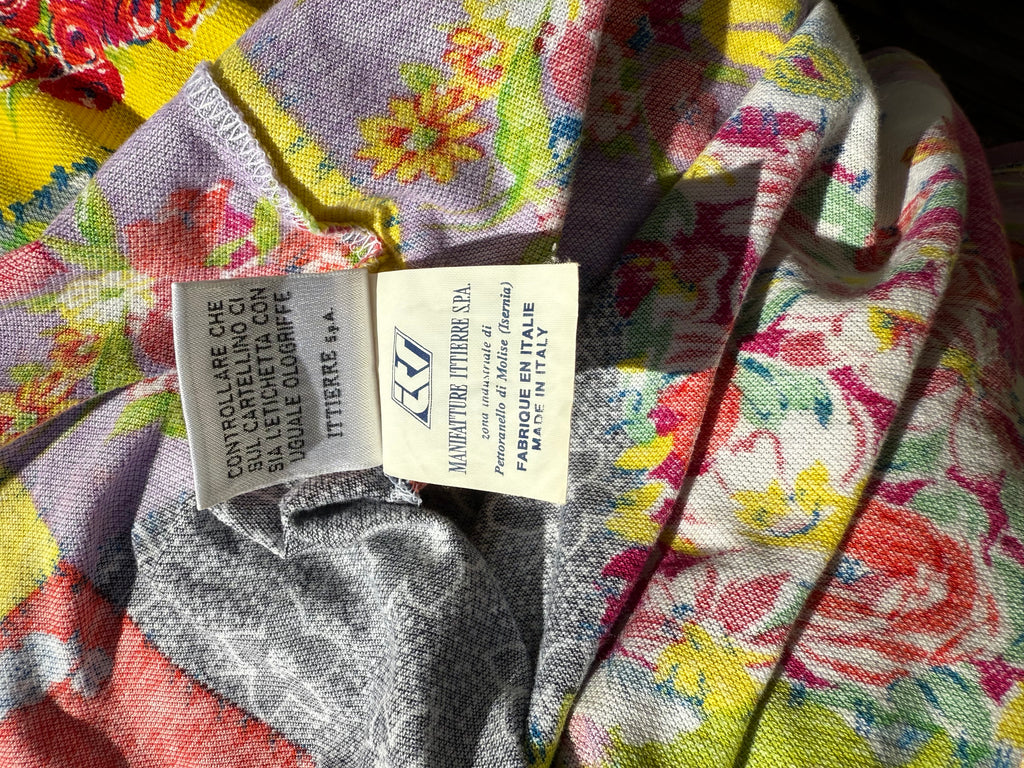 CONTROLLARE CHE
SUL CARTELLINO CI
SIA L'ETICHETTA CON
UGUALE OLOGRIFFE
ITTIERRE S.p.A.
MANIFATTURE ITTIERRE SPA.
zona industriale di
Pettoranello di Molise (Isernia)
FABRIQUE EN ITALIE
MADE IN ITALY